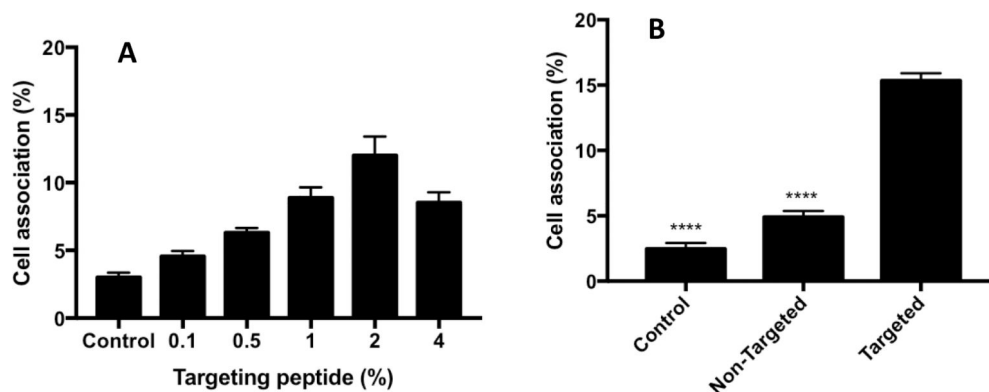 A
Cell association (%)
20
15
10
5
0
Control 0.1 0.5 1 2 4
Targeting peptide (%)
B
Cell association (%)
20
15
10
5
0
**** ****
Control Non-Targeted Targeted